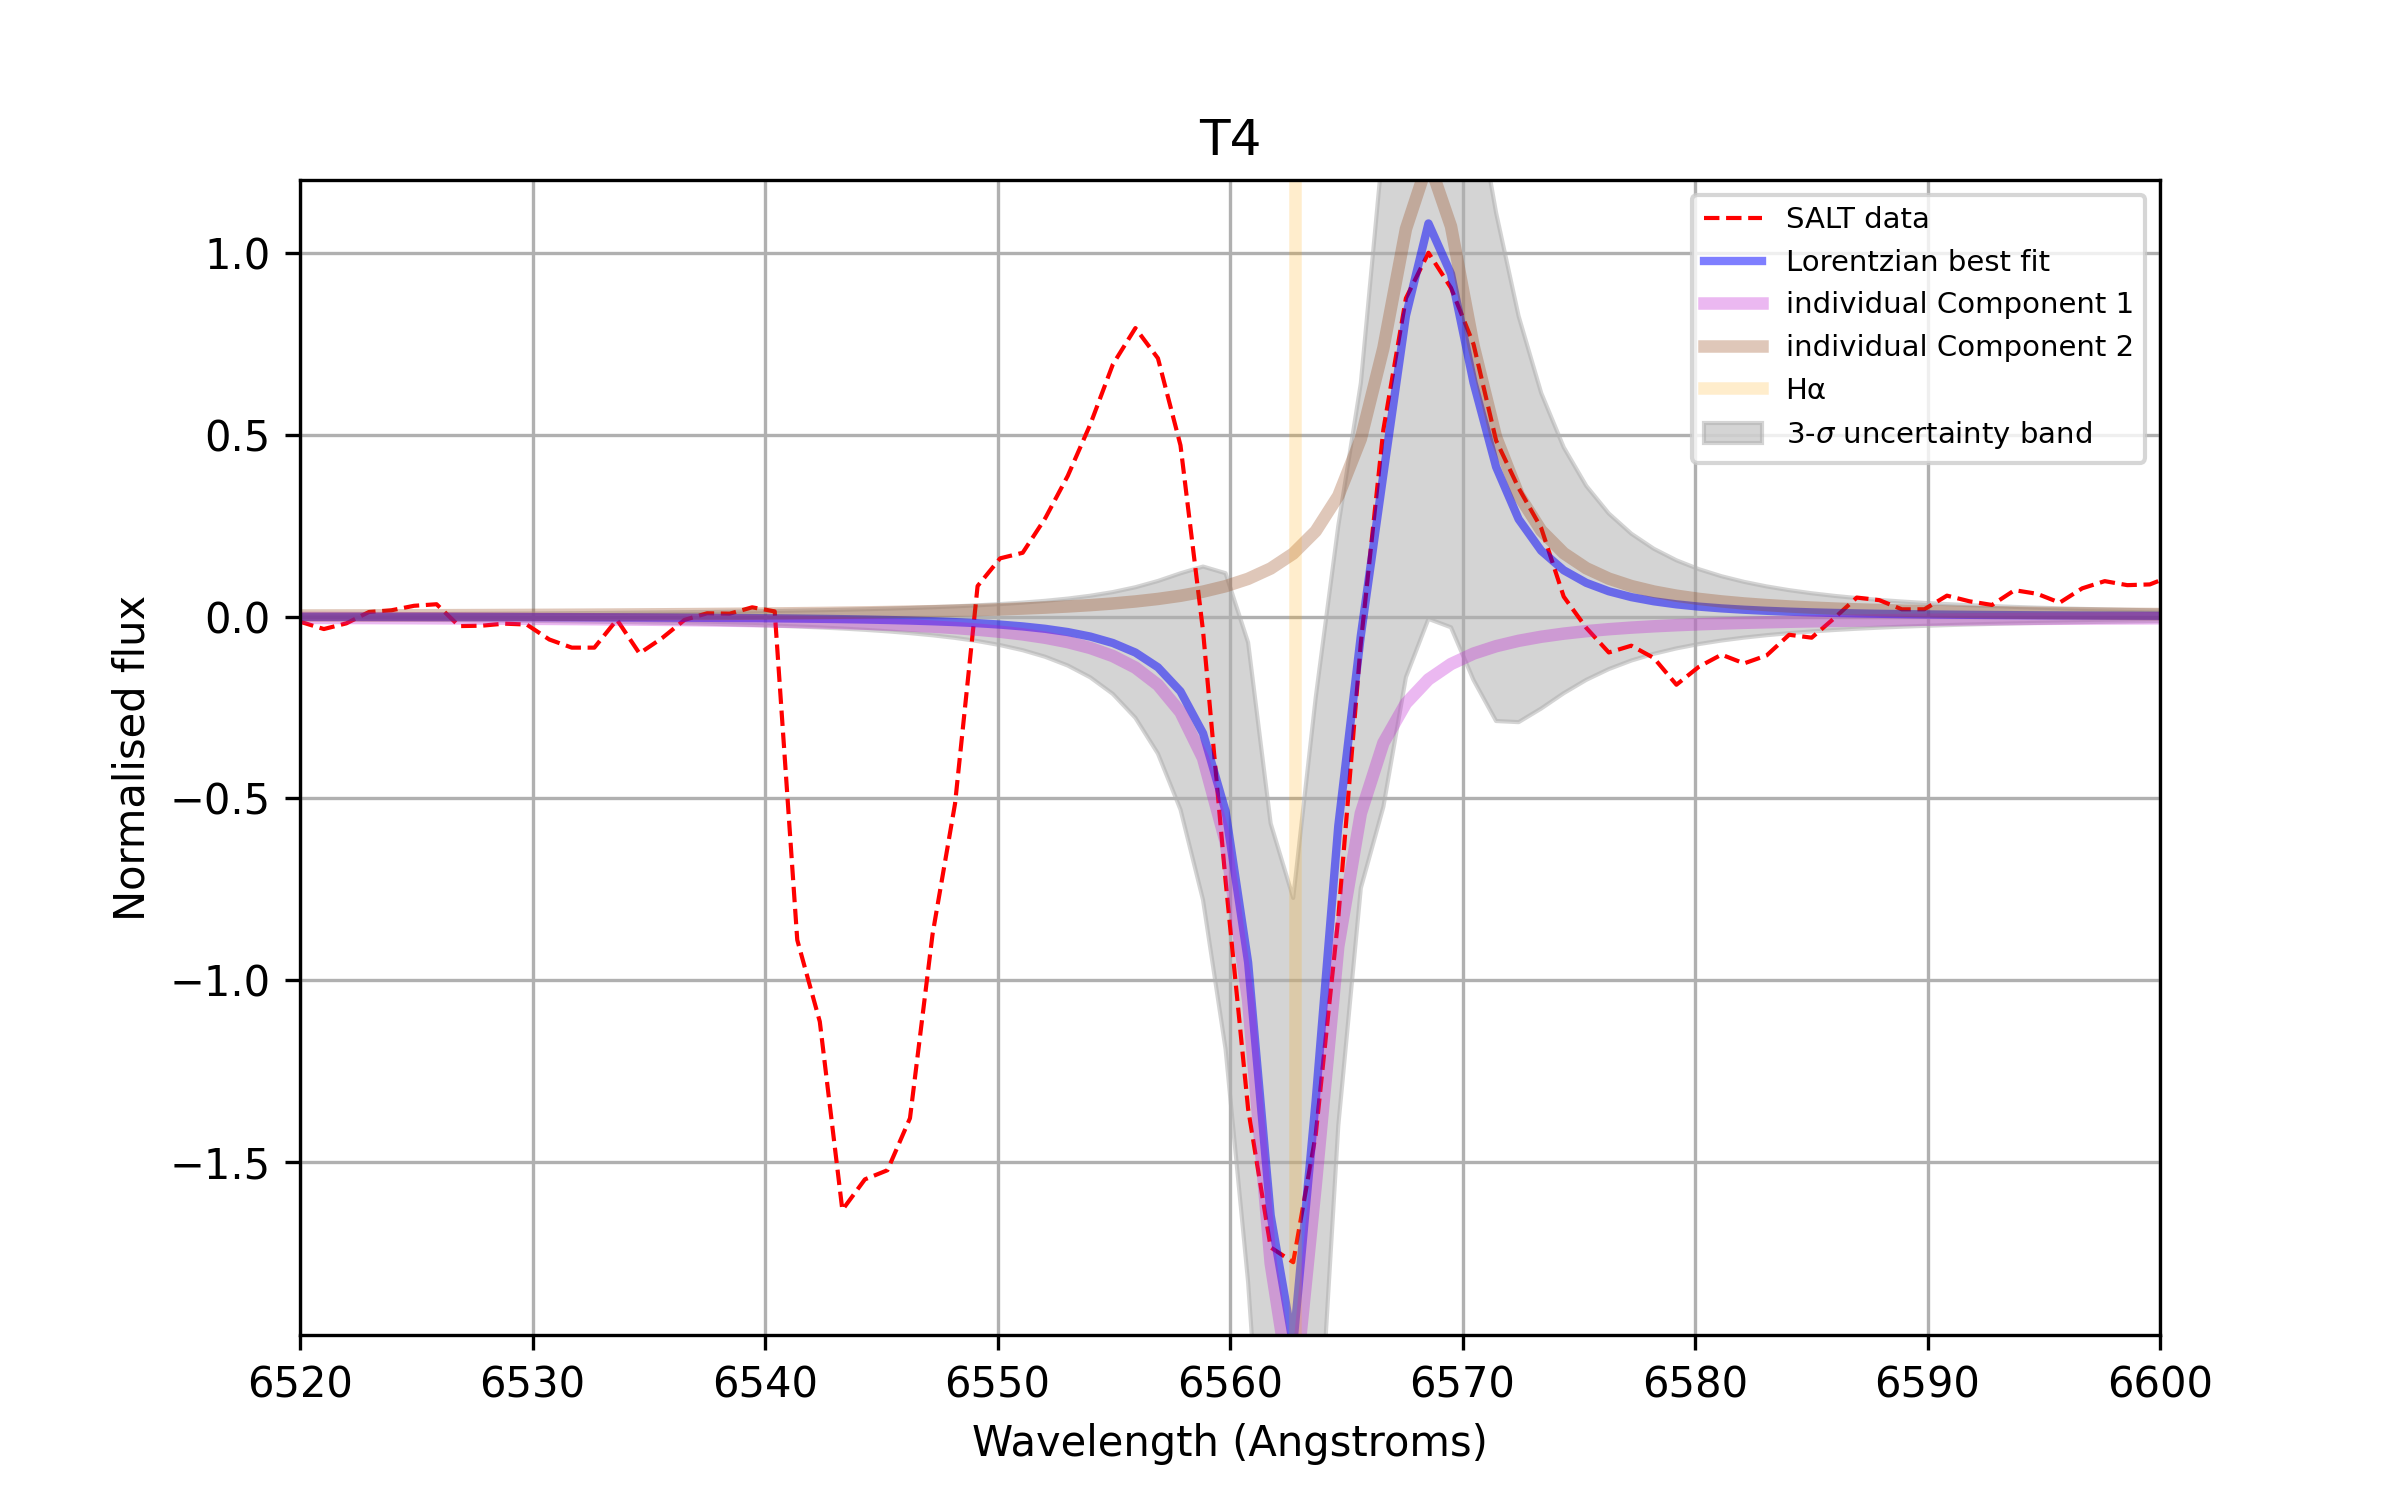 T4
SALT data
Lorentzian best fit
individual Component 1
individual Component 2
Hα
3-σ uncertainty band
Normalised flux
1.0
0.5
0.0
−0.5
−1.0
−1.5
6520 6530 6540 6550 6560 6570 6580 6590 6600
Wavelength (Angstroms)